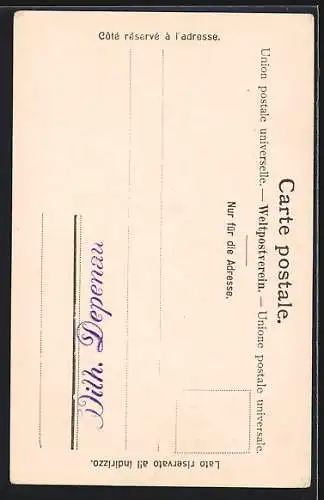 Carte postale.
Union postale universelle. — Weltpostverein. — Unione postale universale.
Nur für die Adresse.
Côté réservé à l'adresse.
Lato riservato all indirizzo.
Wilh.